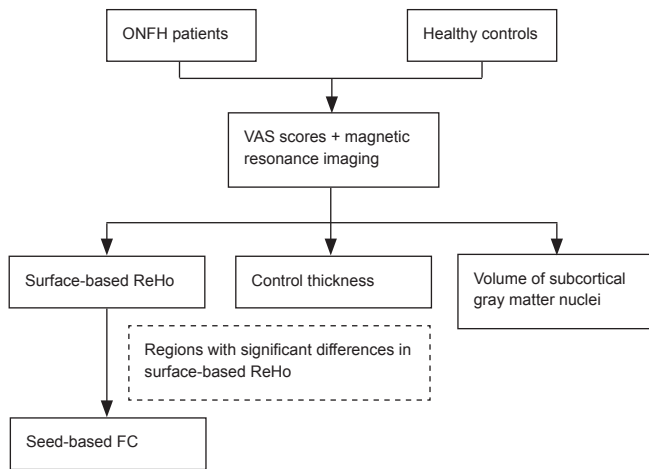 ONFH patients
Healthy controls
VAS scores + magnetic
resonance imaging
Surface-based ReHo
Control thickness
Volume of subcortical
gray matter nuclei
Regions with significant differences in
surface-based ReHo
Seed-based FC